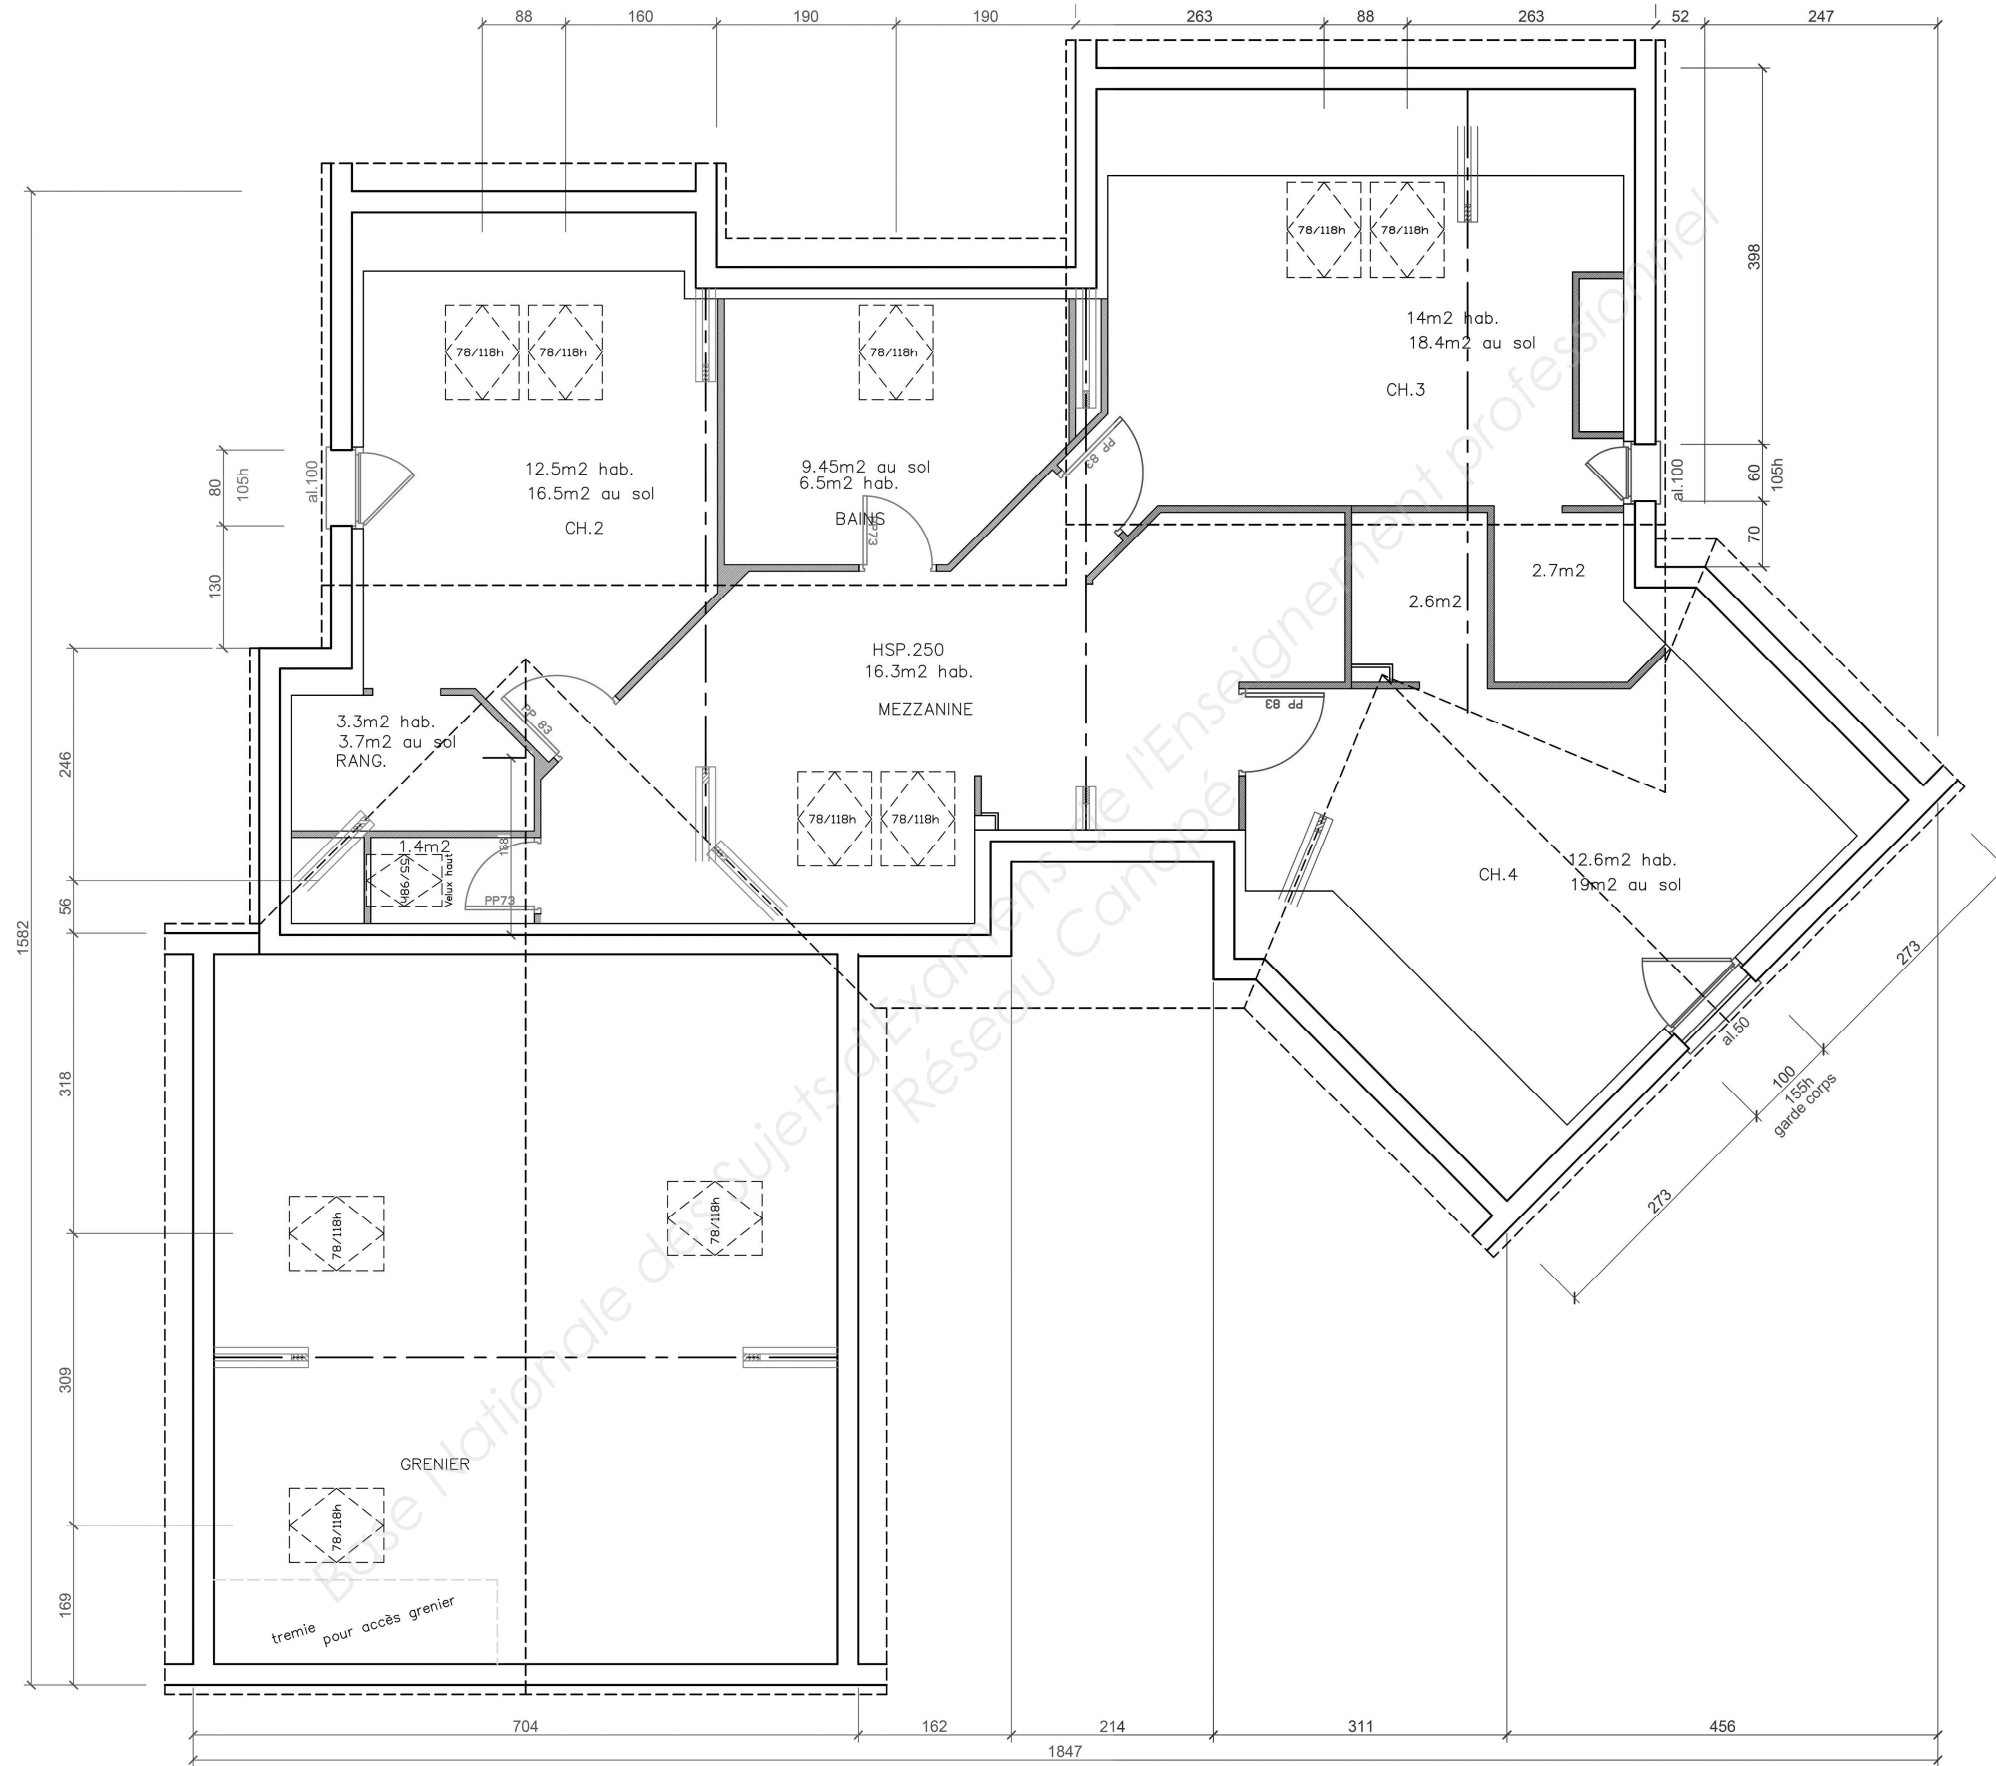 88
160
190
190
263
88
263
52
247
78/118h
78/118h
14m2 hab.
18.4m2 au sol
CH.3
398
78/118h
78/118h
78/118h
12.5m2 hab.
16.5m2 au sol
CH.2
9.45m2 au sol
6.5m2 hab.
BAINS
PP73
PP 83
80
105h
al.100
130
al.100
60
105h
70
2.7m2
2.6m2
HSP.250
16.3m2 hab.
MEZZANINE
3.3m2 hab.
3.7m2 au sol
RANG.
PP 83
PP 83
246
78/118h
78/118h
188
1.4m2
55/98h
Velux haut
PP73
56
CH.4
12.6m2 hab.
19m2 au sol
1582
273
al.50
100
155h
garde corps
273
318
78/118h
78/118h
309
GRENIER
78/118h
169
tremie
pour accès grenier
704
162
214
311
456
1847
Base Nationale des Sujets d'Examens de l'Enseignement professionnel
Réseau Canopé